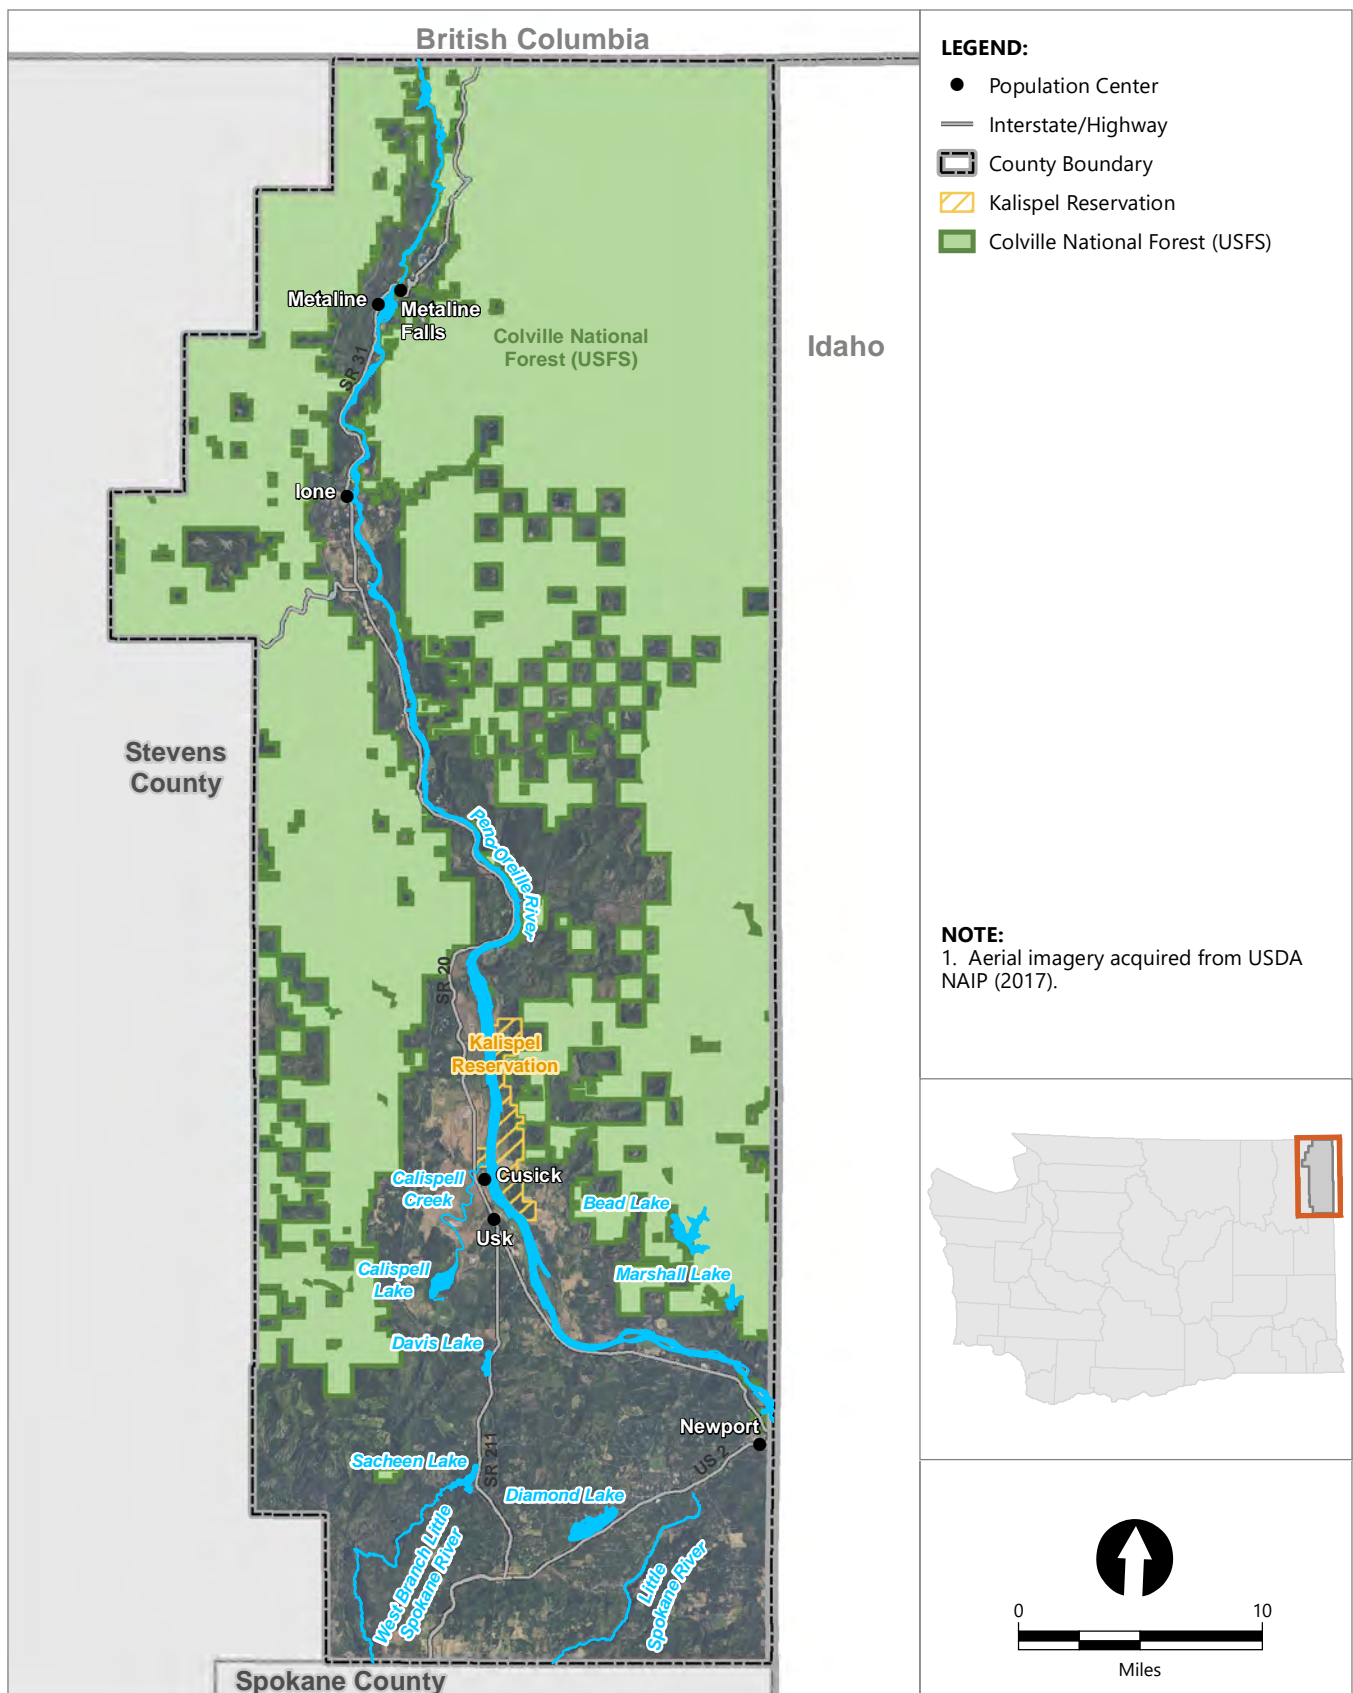 British Columbia
Metaline
Metaline
Falls
Colville National
Forest (USFS)
Idaho
SR 31
Ione
Stevens
County
Pend Oreille River
SR 20
Kalispel
Reservation
Calispell
Creek
Cusick
Usk
Bead Lake
Calispell
Lake
Marshall Lake
Davis Lake
Newport
Sacheen Lake
SR 211
US 2
Diamond Lake
West Branch Little
Spokane River
Little
Spokane River
Spokane County
LEGEND:
Population Center
Interstate/Highway
County Boundary
Kalispel Reservation
Colville National Forest (USFS)
NOTE:
1. Aerial imagery acquired from USDA
NAIP (2017).
0 10
Miles